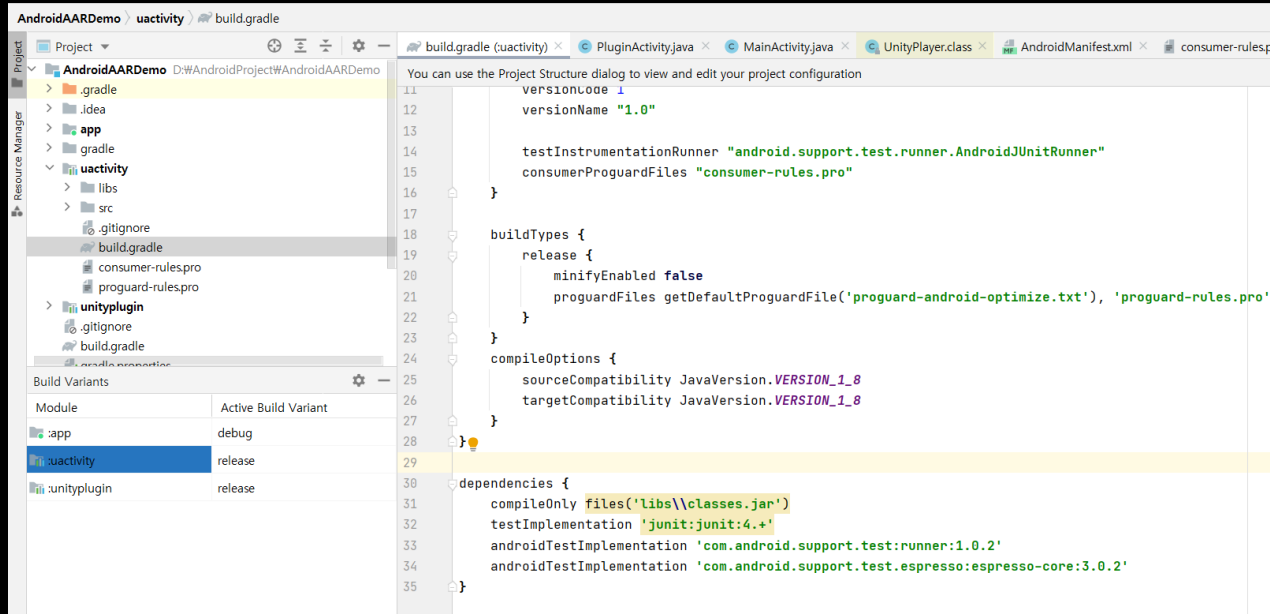 AndroidAARDemo uactivity build.gradle
Project
Resource Manager
Project
AndroidAARDemo D:₩AndroidProject₩AndroidAARDemo
.gradle
.idea
app
gradle
uactivity
libs
src
.gitignore
build.gradle
consumer-rules.pro
proguard-rules.pro
unityplugin
.gitignore
build.gradle
gradle.properties
Build Variants
Module Active Build Variant
:app debug
:uactivity release
:unityplugin release
build.gradle (:uactivity) PluginActivity.java MainActivity.java UnityPlayer.class AndroidManifest.xml consumer-rules.p
You can use the Project Structure dialog to view and edit your project configuration
11 versionCode 1
12 versionName "1.0"
13
14 testInstrumentationRunner "android.support.test.runner.AndroidJUnitRunner"
15 consumerProguardFiles "consumer-rules.pro"
16 }
17
18 buildTypes {
19 release {
20 minifyEnabled false
21 proguardFiles getDefaultProguardFile('proguard-android-optimize.txt'), 'proguard-rules.pro'
22 }
23 }
24 compileOptions {
25 sourceCompatibility JavaVersion.VERSION_1_8
26 targetCompatibility JavaVersion.VERSION_1_8
27 }
28 }
29
30 dependencies {
31 compileOnly files('libs\\classes.jar')
32 testImplementation 'junit:junit:4.+'
33 androidTestImplementation 'com.android.support.test:runner:1.0.2'
34 androidTestImplementation 'com.android.support.test.espresso:espresso-core:3.0.2'
35 }